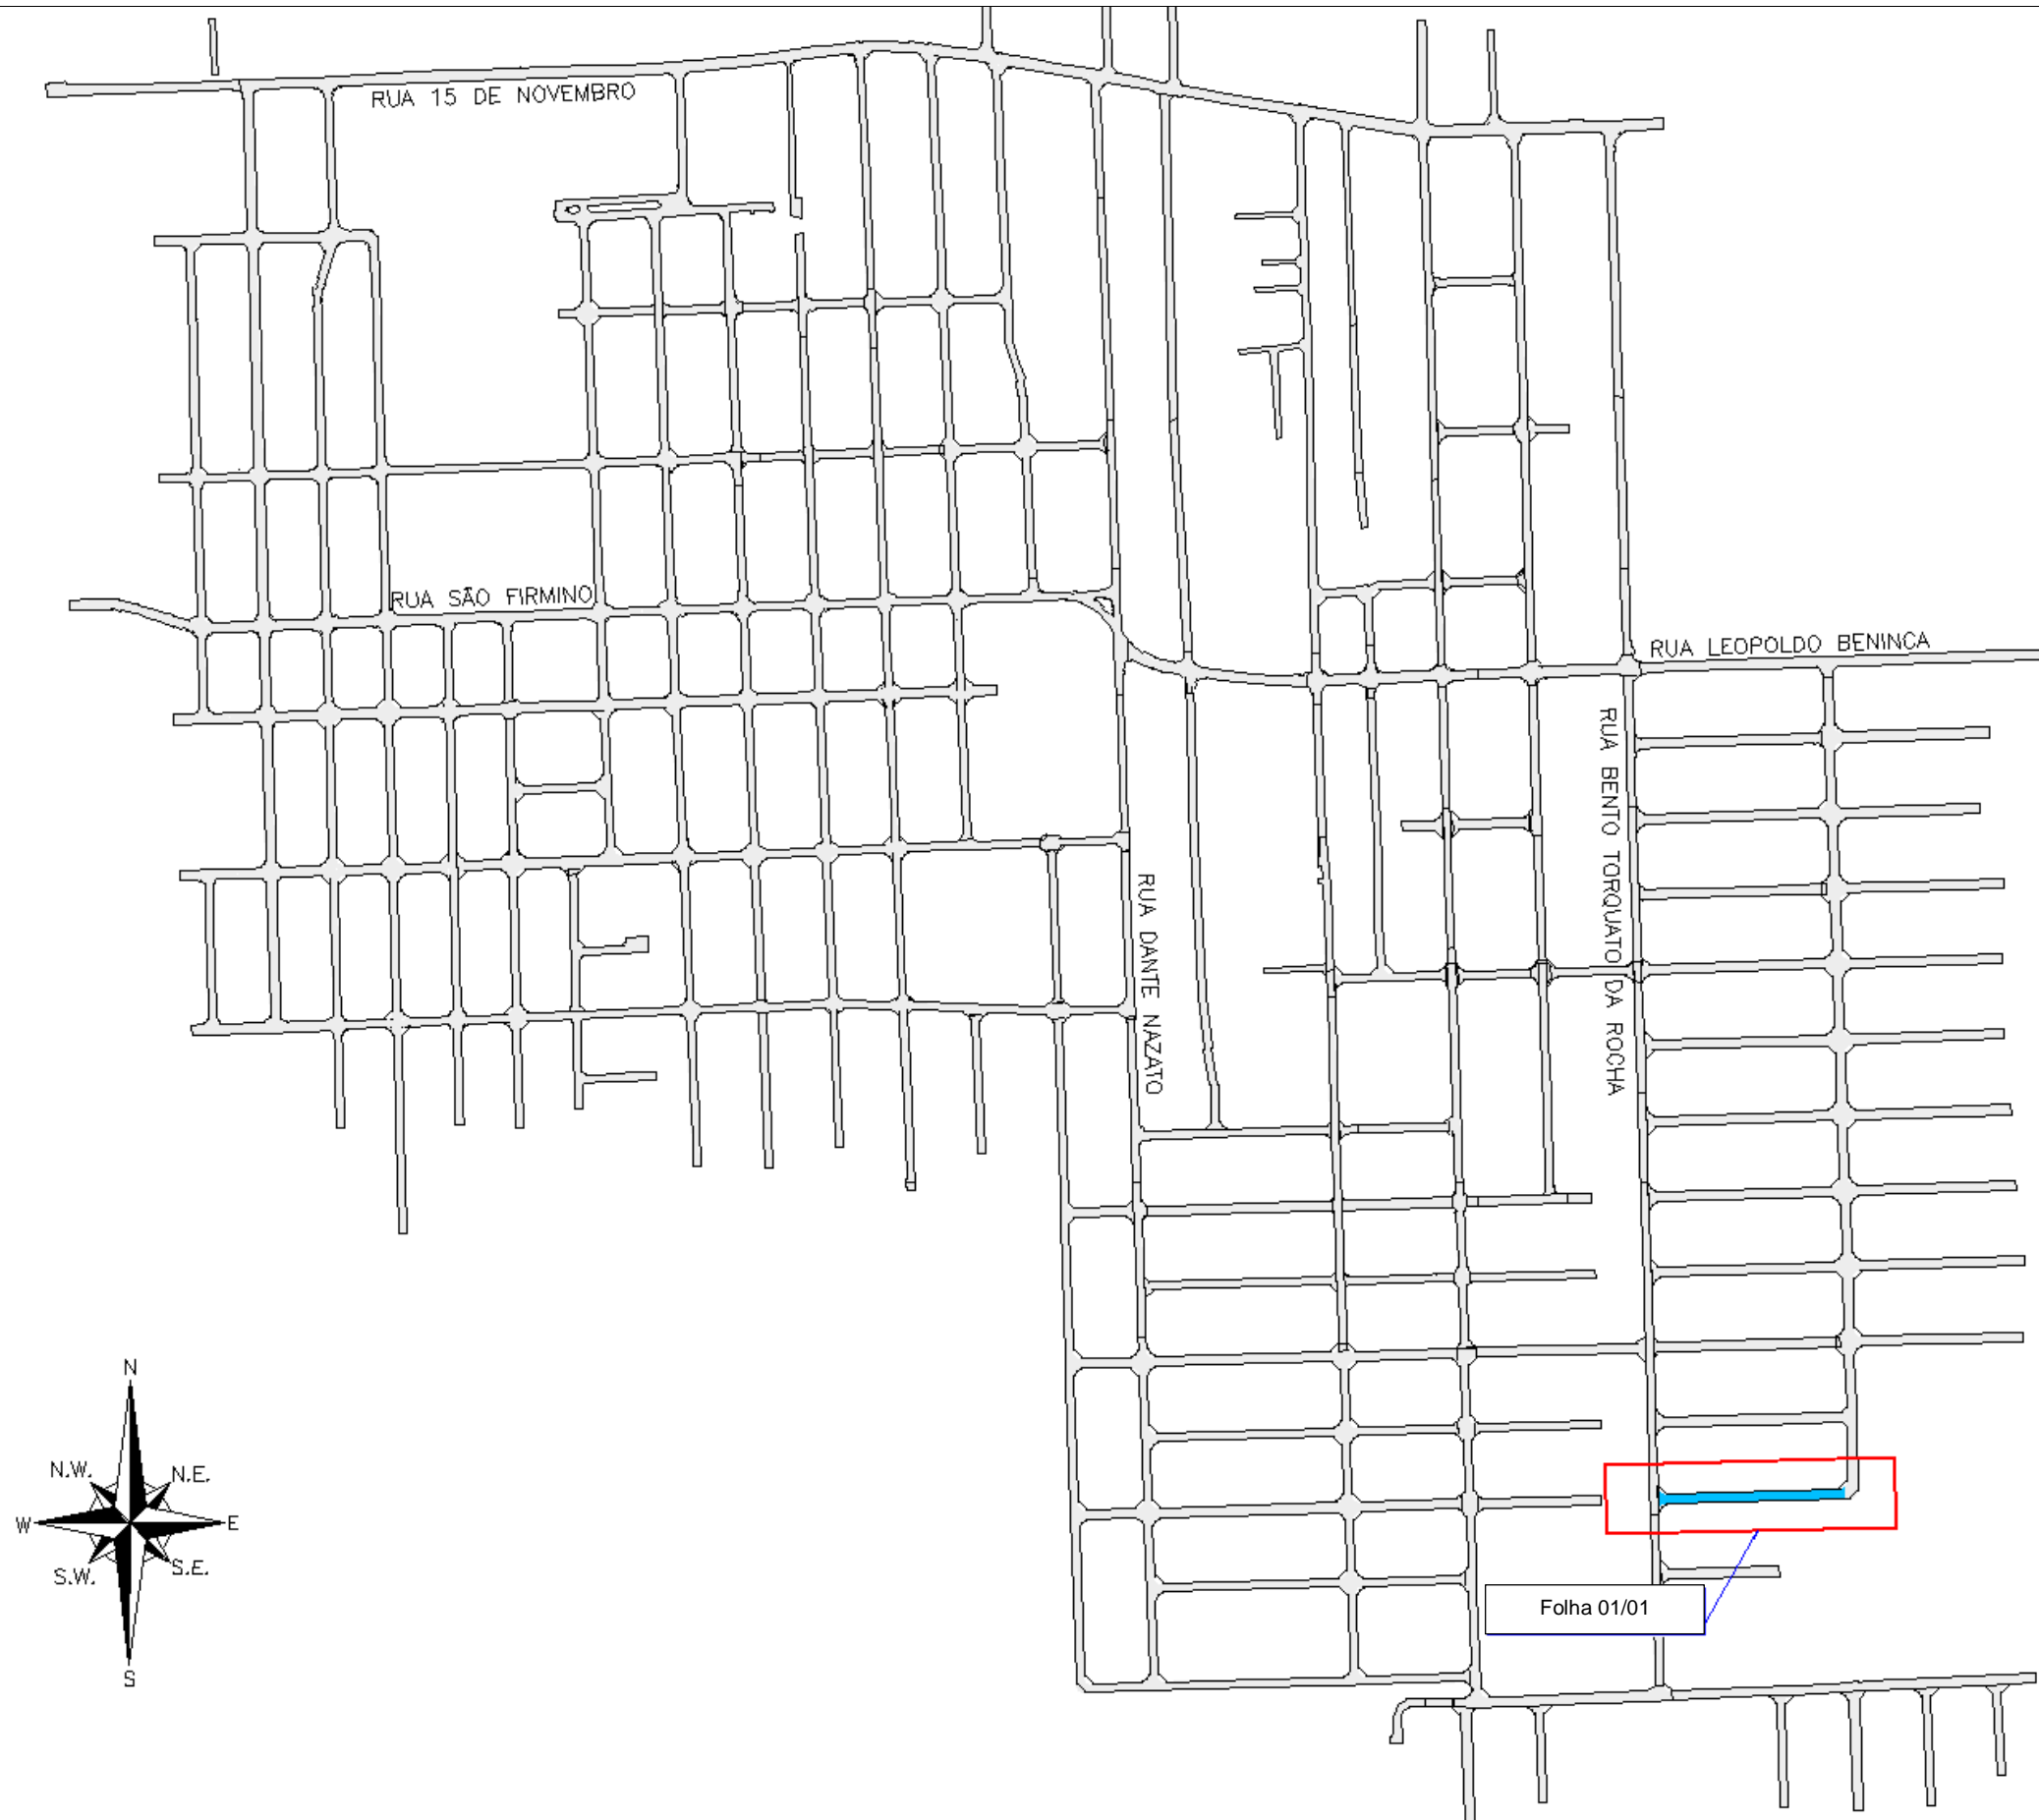 RUA 15 DE NOVEMBRO
RUA SÃO FIRMINO
RUA LEOPOLDO BENINCA
RUA BENTO TORQUATO DA ROCHA
RUA DANTE NAZATO
N
N.W.
N.E.
W
E
S.W.
S.E.
S
Folha 01/01